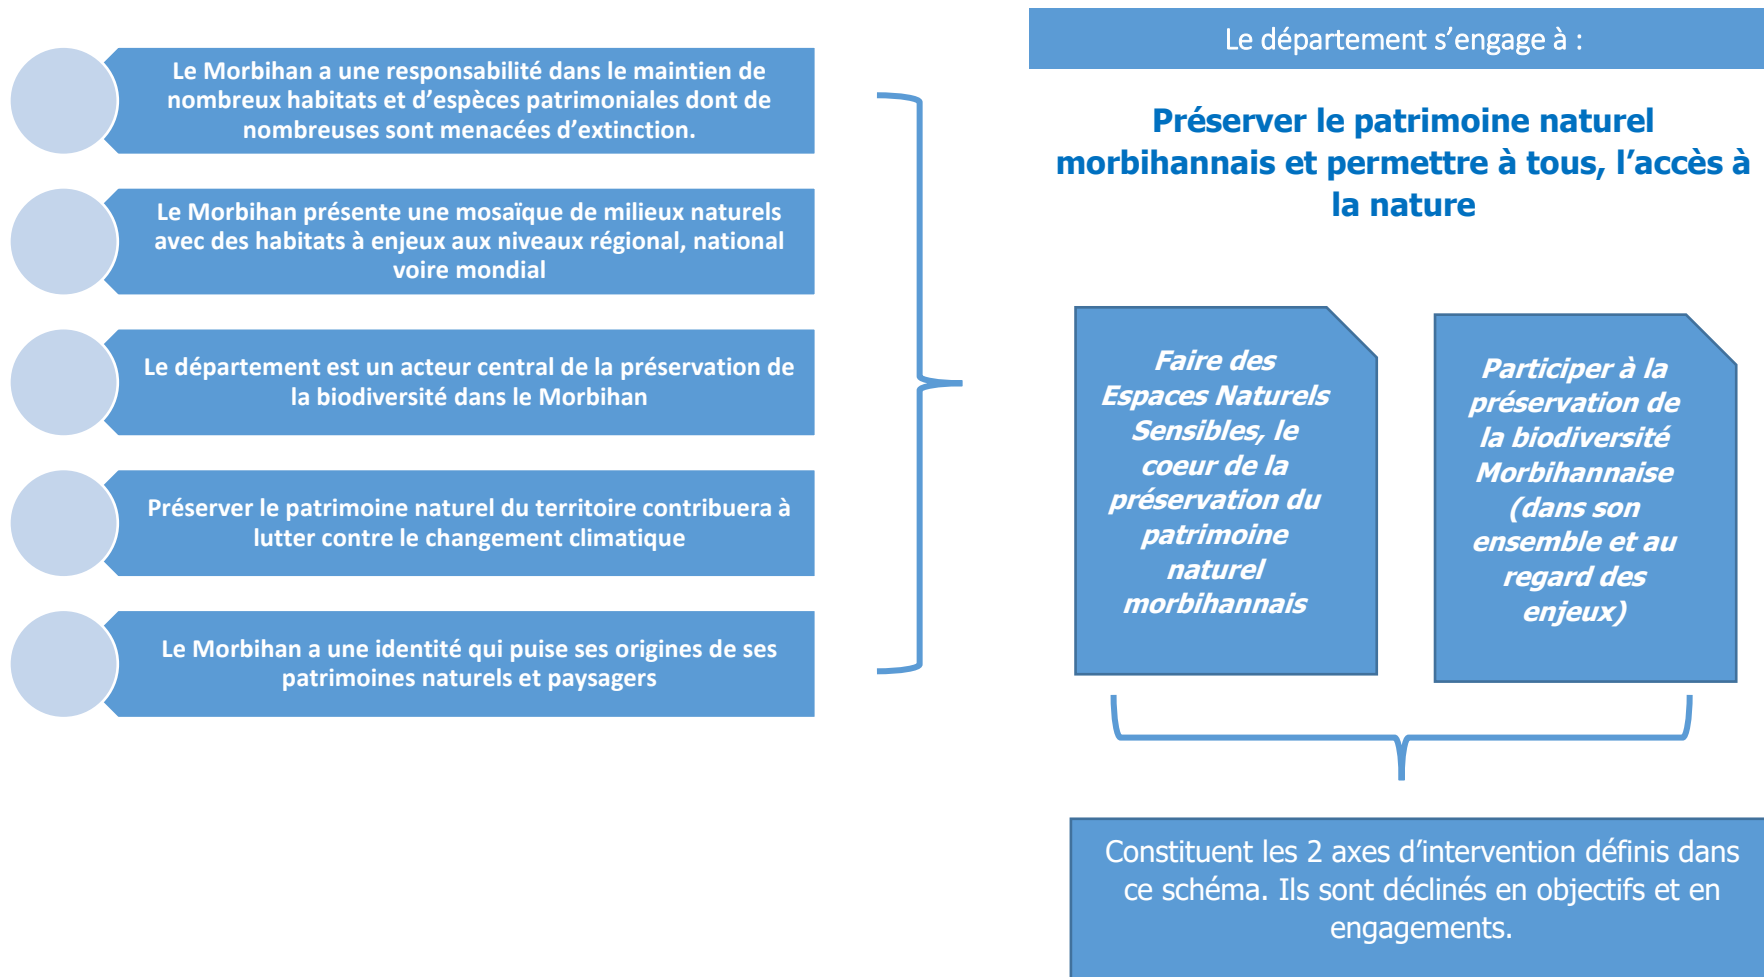 Le Morbihan a une responsabilité dans le maintien de
nombreux habitats et d’espèces patrimoniales dont de
nombreuses sont menacées d’extinction.
Le Morbihan présente une mosaïque de milieux naturels
avec des habitats à enjeux aux niveaux régional, national
voire mondial
Le département est un acteur central de la préservation de
la biodiversité dans le Morbihan
Préserver le patrimoine naturel du territoire contribuera à
lutter contre le changement climatique
Le Morbihan a une identité qui puise ses origines de ses
patrimoines naturels et paysagers
Le département s’engage à :
Préserver le patrimoine naturel
morbihannais et permettre à tous, l’accès à
la nature
Faire des
Espaces Naturels
Sensibles, le
coeur de la
préservation du
patrimoine
naturel
morbihannais
Participer à la
préservation de
la biodiversité
Morbihannaise
(dans son
ensemble et au
regard des
enjeux)
Constituent les 2 axes d’intervention définis dans
ce schéma. Ils sont déclinés en objectifs et en
engagements.